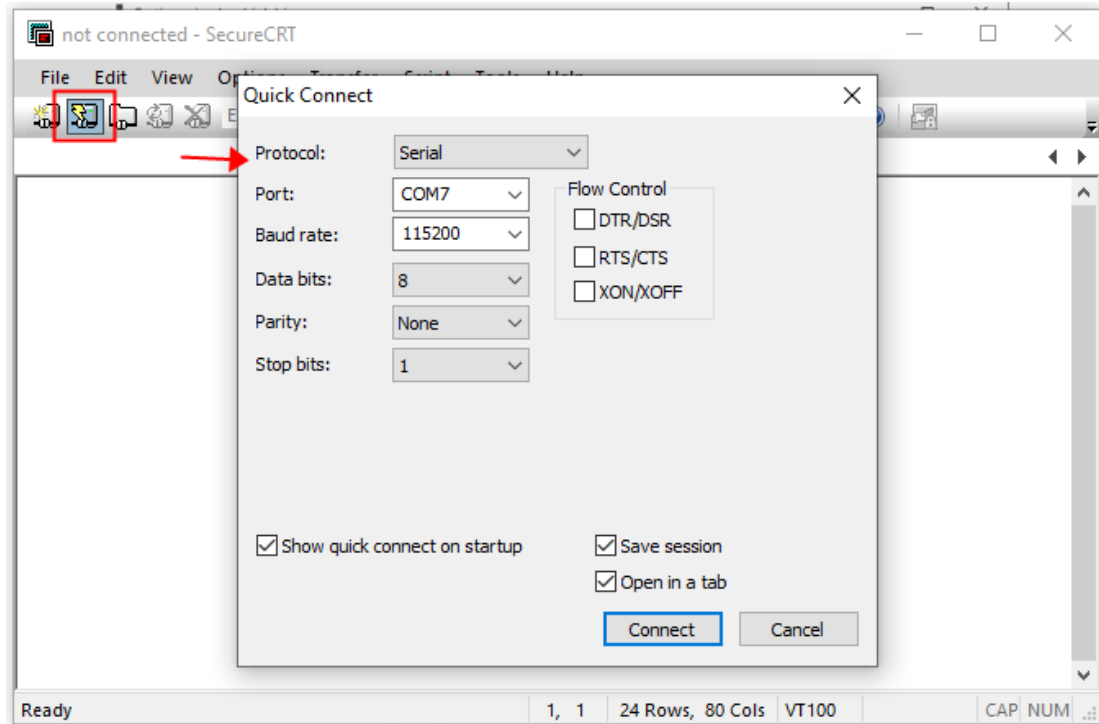 not connected - SecureCRT
File Edit View
Quick Connect
Protocol: Serial
Port: COM7
Flow Control
DTR/DSR
Baud rate: 115200
RTS/CTS
Data bits: 8
XON/XOFF
Parity: None
Stop bits: 1
Show quick connect on startup
Save session
Open in a tab
Connect Cancel
Ready 1, 1 24 Rows, 80 Cols VT100 CAP NUM